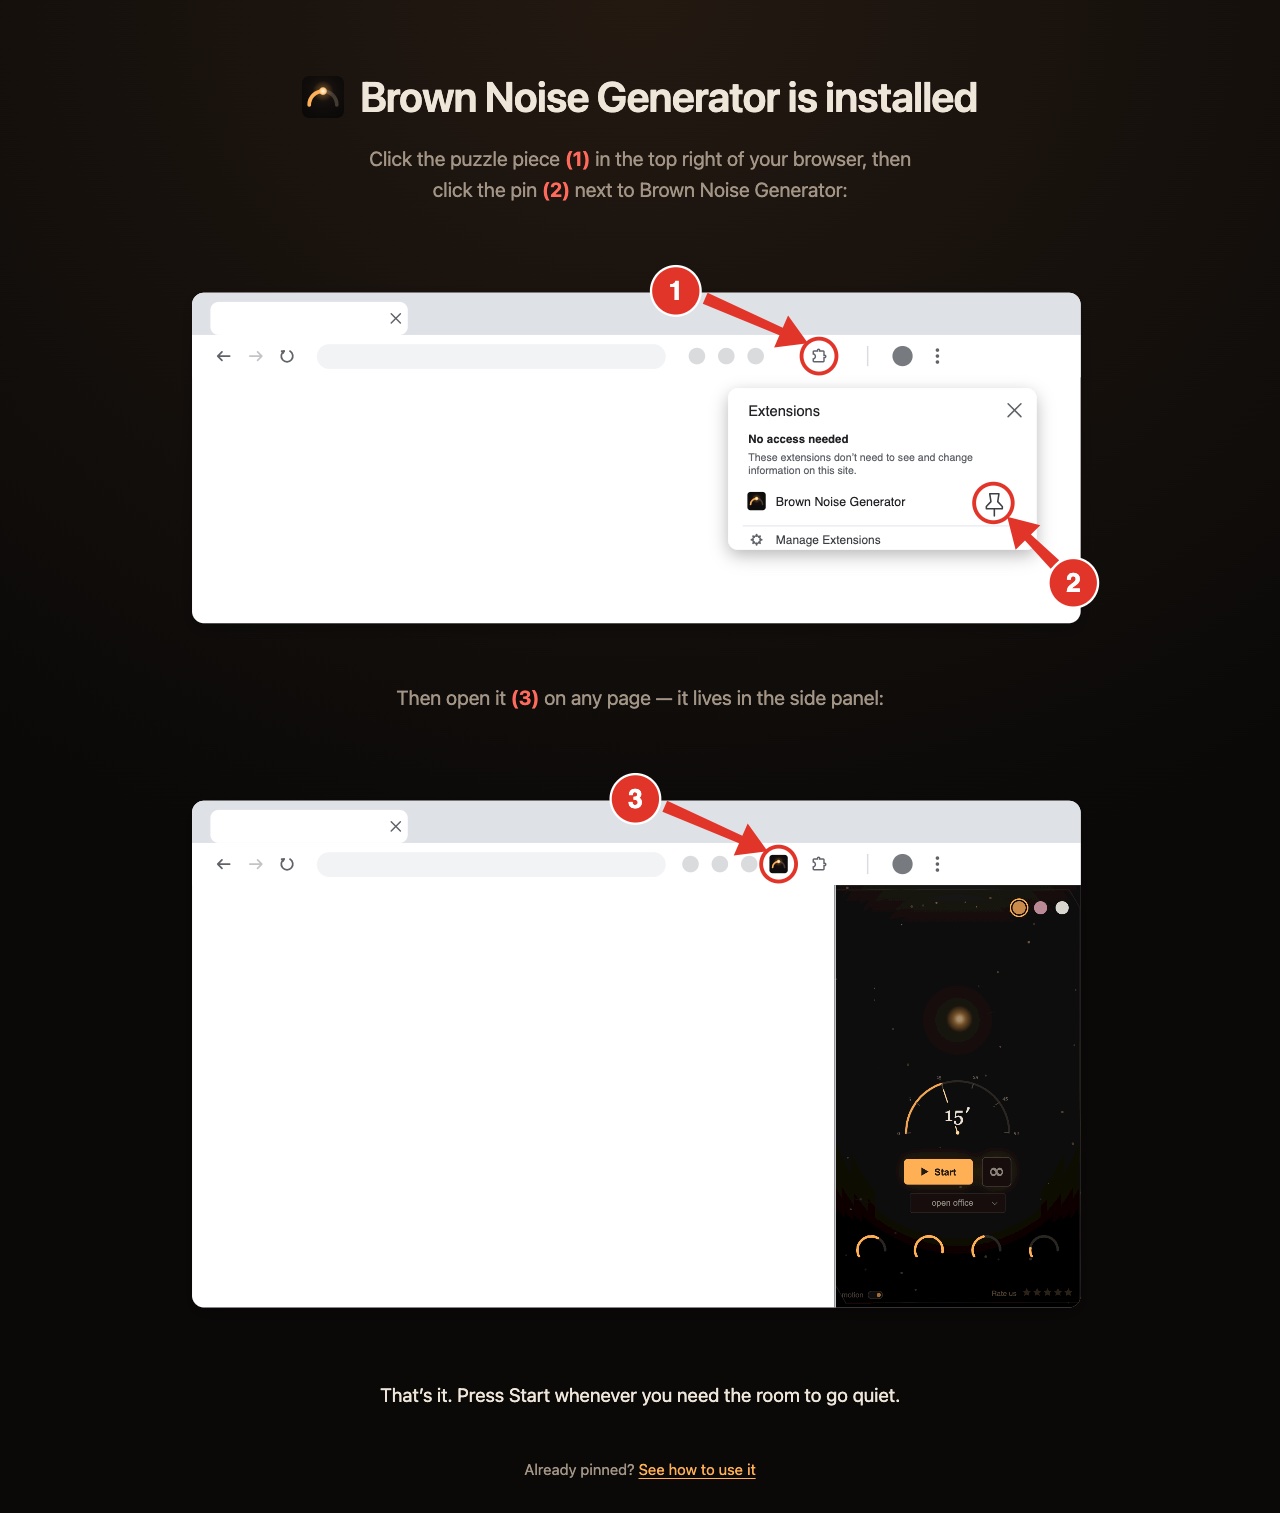 Brown Noise Generator is installed
Click the puzzle piece (1) in the top right of your browser, then
click the pin (2) next to Brown Noise Generator:
1
Extensions
No access needed
These extensions don't need to see and change
information on this site.
Brown Noise Generator
Manage Extensions
2
Then open it (3) on any page — it lives in the side panel:
3
15′
Start
∞
open office
motion
Rate us
That's it. Press Start whenever you need the room to go quiet.
Already pinned? See how to use it